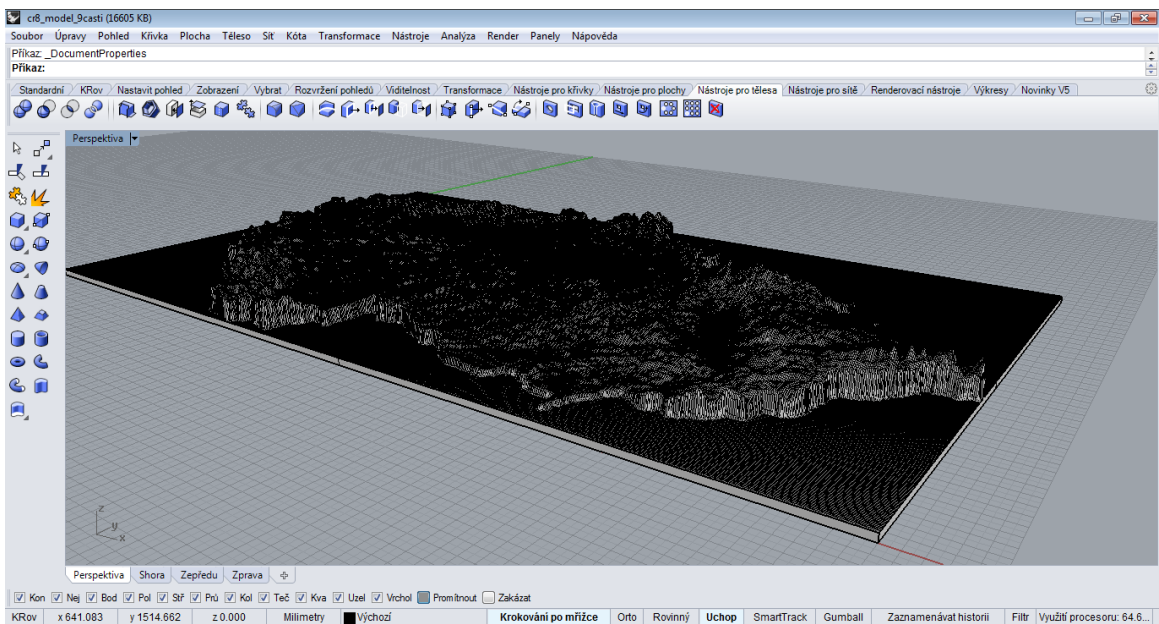 cr8_model_9casti (16605 KB)
Soubor Úpravy Pohled Křivka Plocha Těleso Síť Kóta Transformace Nástroje Analýza Render Panely Nápověda
Příkaz: _DocumentProperties
Příkaz:
Standardní KRov Nastavit pohled Zobrazení Vybrat Rozvržení pohledů Viditelnost Transformace Nástroje pro křivky Nástroje pro plochy Nástroje pro tělesa Nástroje pro sítě Renderovací nástroje Výkresy Novinky V5
Perspektiva
z
y
x
Perspektiva Shora Zepředu Zprava
Kon Nej Bod Pol Stř Prů Kol Teč Kva Uzel Vrchol Promítnout Zakázat
KRov x 641.083 y 1514.662 z 0.000 Milimetry Výchozí Krokování po mřížce Orto Rovinný Uchop SmartTrack Gumball Zaznamenávat historii Filtr Využití procesoru: 64.6...